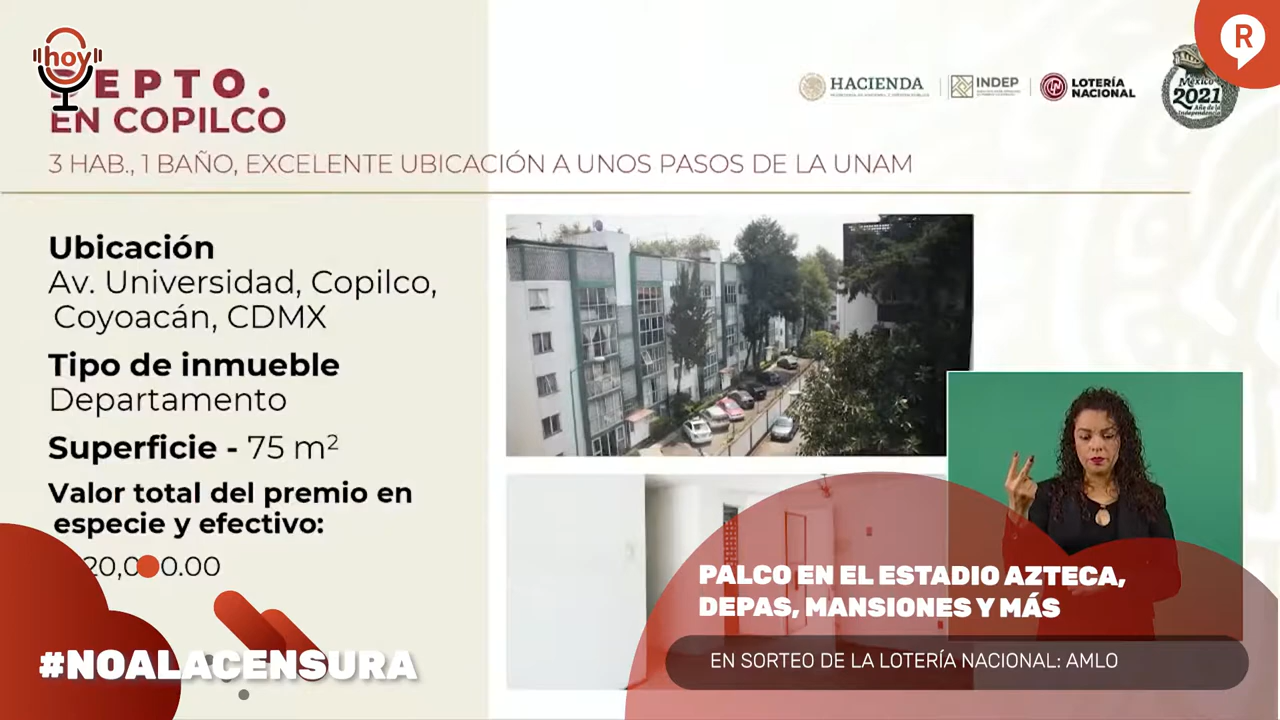 hoy
R
EPTO.
EN COPILCO
HACIENDA
INDEP
LOTERÍA
NACIONAL
México
2021
Año de la
Independencia
3 HAB., 1 BAÑO, EXCELENTE UBICACIÓN A UNOS PASOS DE LA UNAM
Ubicación
Av. Universidad, Copilco,
Coyoacán, CDMX
Tipo de inmueble
Departamento
Superficie - 75 m²
Valor total del premio en
especie y efectivo:
PALCO EN EL ESTADIO AZTECA,
DEPAS, MANSIONES Y MÁS
EN SORTEO DE LA LOTERÍA NACIONAL: AMLO
#NOALACENSURA